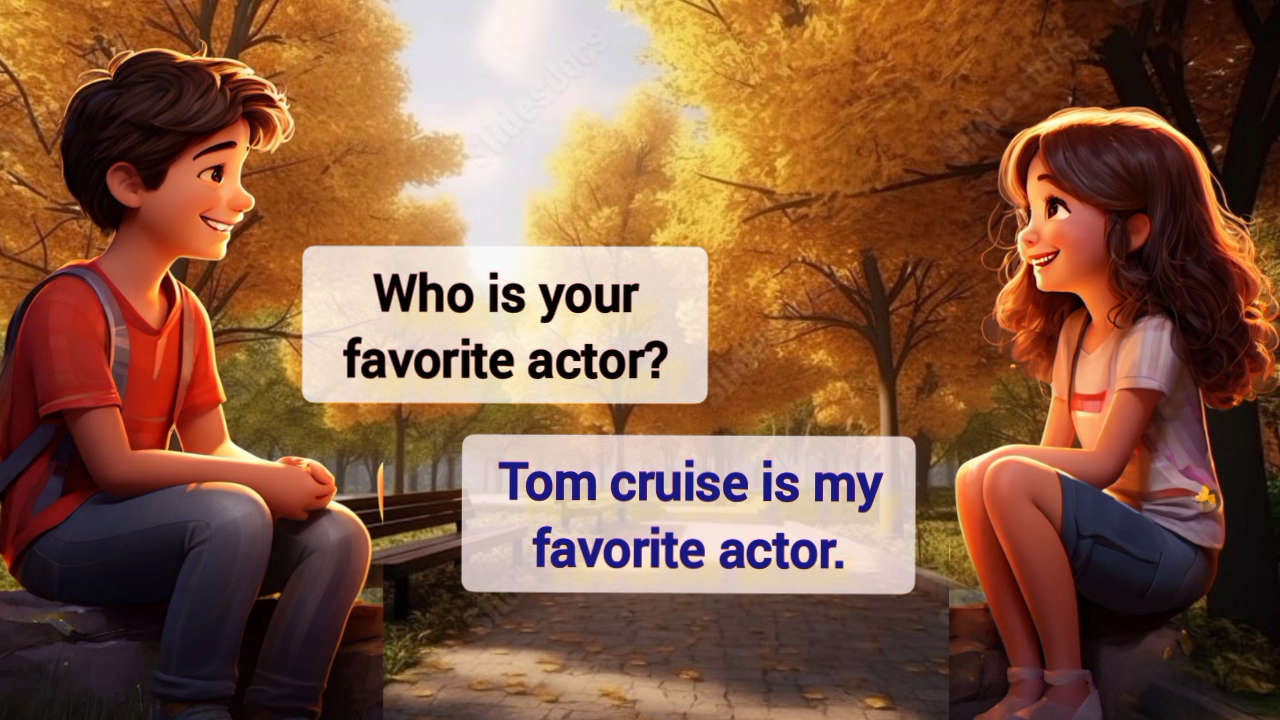 Who is your
favorite actor?
Tom cruise is my
favorite actor.